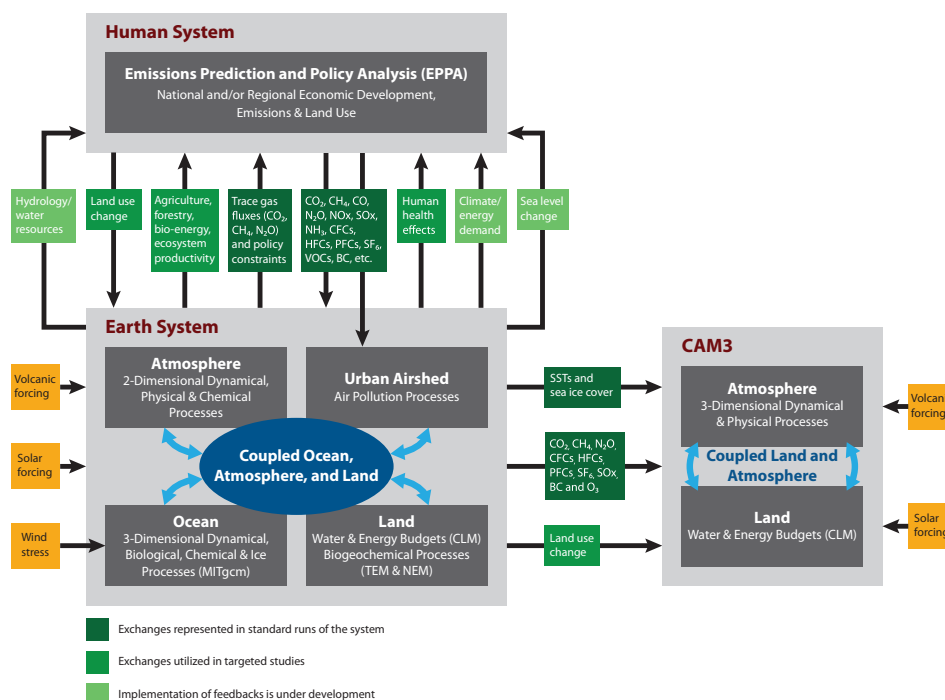 Human System
Emissions Prediction and Policy Analysis (EPPA)
National and/or Regional Economic Development,
Emissions & Land Use
Hydrology/
water
resources
Land use
change
Agriculture,
forestry,
bio-energy,
ecosystem
productivity
Trace gas
fluxes (CO₂,
CH₄, N₂O)
and policy
constraints
CO₂, CH₄, CO,
N₂O, NOx, SOx,
NH₃, CFCs,
HFCs, PFCs, SF₆,
VOCs, BC, etc.
Human
health
effects
Climate/
energy
demand
Sea level
change
Earth System
Atmosphere
2-Dimensional Dynamical,
Physical & Chemical
Processes
Urban Airshed
Air Pollution Processes
Coupled Ocean,
Atmosphere, and Land
Ocean
3-Dimensional Dynamical,
Biological, Chemical & Ice
Processes (MITgcm)
Land
Water & Energy Budgets (CLM)
Biogeochemical Processes
(TEM & NEM)
Volcanic
forcing
Solar
forcing
Wind
stress
SSTs and
sea ice cover
CO₂, CH₄, N₂O,
CFCs, HFCs,
PFCs, SF₆, SOx,
BC and O₃
Land use
change
CAM3
Atmosphere
3-Dimensional Dynamical
& Physical Processes
Coupled Land and
Atmosphere
Land
Water & Energy Budgets (CLM)
Volcan
forcing
Solar
forcing
Exchanges represented in standard runs of the system
Exchanges utilized in targeted studies
Implementation of feedbacks is under development